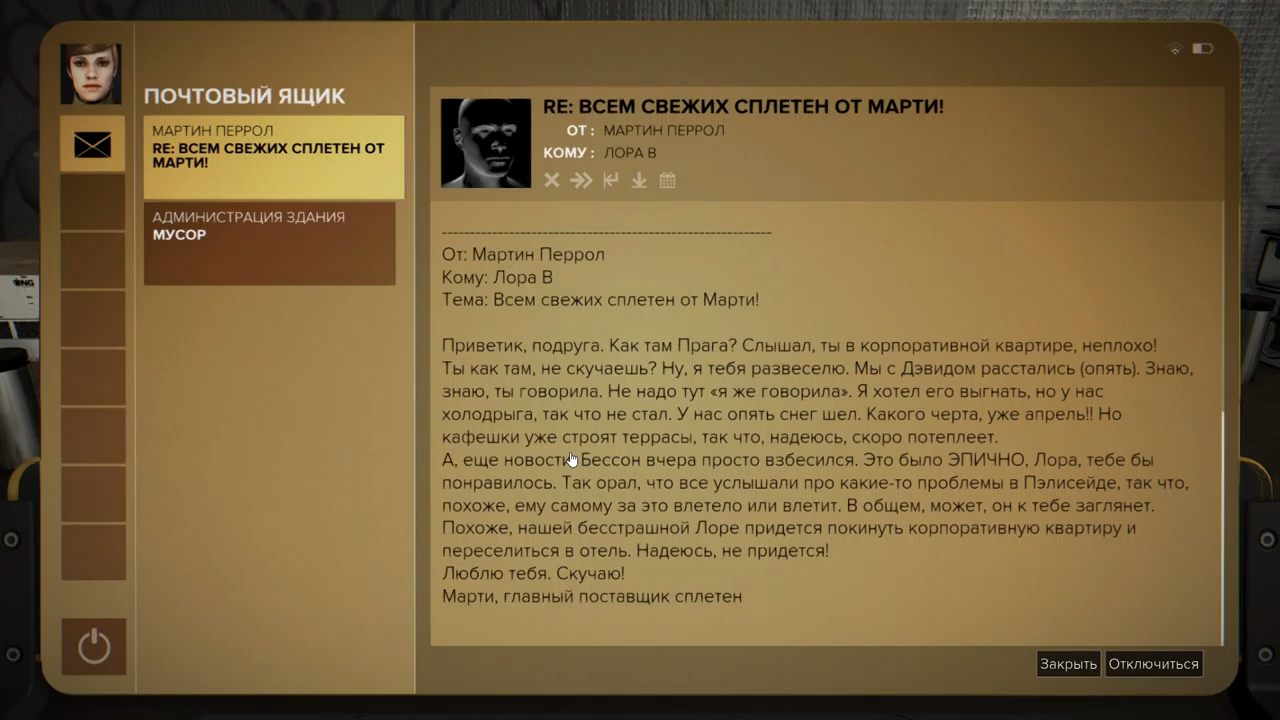 ПОЧТОВЫЙ ЯЩИК
МАРТИН ПЕРРОЛ
RE: ВСЕМ СВЕЖИХ СПЛЕТЕН ОТ
МАРТИ!
АДМИНИСТРАЦИЯ ЗДАНИЯ
МУСОР
RE: ВСЕМ СВЕЖИХ СПЛЕТЕН ОТ МАРТИ!
ОТ : МАРТИН ПЕРРОЛ
КОМУ : ЛОРА В
От: Мартин Перрол
Кому: Лора В
Тема: Всем свежих сплетен от Марти!
Приветик, подруга. Как там Прага? Слышал, ты в корпоративной квартире, неплохо!
Ты как там, не скучаешь? Ну, я тебя развеселю. Мы с Дэвидом расстались (опять). Знаю,
знаю, ты говорила. Не надо тут «я же говорила». Я хотел его выгнать, но у нас
холодрыга, так что не стал. У нас опять снег шел. Какого черта, уже апрель!! Но
кафешки уже строят террасы, так что, надеюсь, скоро потеплеет.
А, еще новости. Бессон вчера просто взбесился. Это было ЭПИЧНО, Лора, тебе бы
понравилось. Так орал, что все услышали про какие-то проблемы в Пэлисейде, так что,
похоже, ему самому за это влетело или влетит. В общем, может, он к тебе заглянет.
Похоже, нашей бесстрашной Лоре придется покинуть корпоративную квартиру и
переселиться в отель. Надеюсь, не придется!
Люблю тебя. Скучаю!
Марти, главный поставщик сплетен
Закрыть
Отключиться